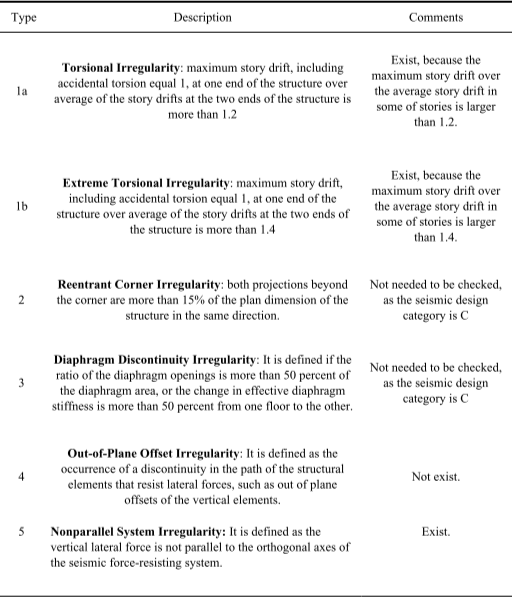 Type Description Comments
1a
Torsional Irregularity: maximum story drift, including
accidental torsion equal 1, at one end of the structure over
average of the story drifts at the two ends of the structure is
more than 1.2
Exist, because the
maximum story drift over
the average story drift in
some of stories is larger
than 1.2.
1b
Extreme Torsional Irregularity: maximum story drift,
including accidental torsion equal 1, at one end of the
structure over average of the story drifts at the two ends of
the structure is more than 1.4
Exist, because the
maximum story drift over
the average story drift in
some of stories is larger
than 1.4.
2
Reentrant Corner Irregularity: both projections beyond
the corner are more than 15% of the plan dimension of the
structure in the same direction.
Not needed to be checked,
as the seismic design
category is C
3
Diaphragm Discontinuity Irregularity: It is defined if the
ratio of the diaphragm openings is more than 50 percent of
the diaphragm area, or the change in effective diaphragm
stiffness is more than 50 percent from one floor to the other.
Not needed to be checked,
as the seismic design
category is C
4
Out-of-Plane Offset Irregularity: It is defined as the
occurrence of a discontinuity in the path of the structural
elements that resist lateral forces, such as out of plane
offsets of the vertical elements.
Not exist.
5
Nonparallel System Irregularity: It is defined as the
vertical lateral force is not parallel to the orthogonal axes of
the seismic force-resisting system.
Exist.